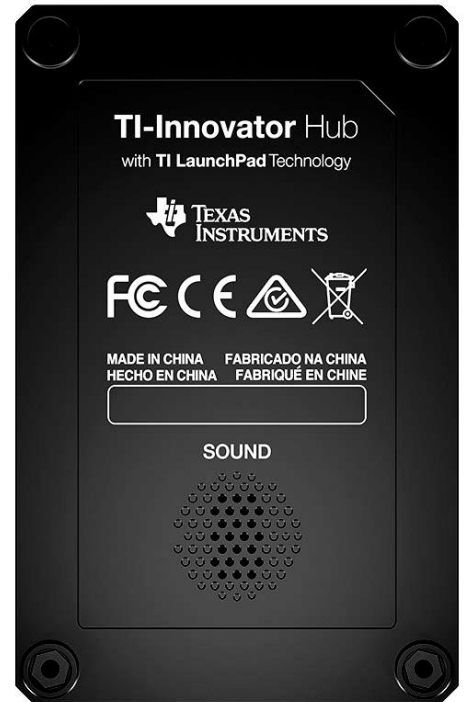 TI-Innovator Hub
with TI LaunchPad Technology
TEXAS
INSTRUMENTS
FC CE
MADE IN CHINA FABRICADO NA CHINA
HECHO EN CHINA FABRIQUÉ EN CHINE
SOUND